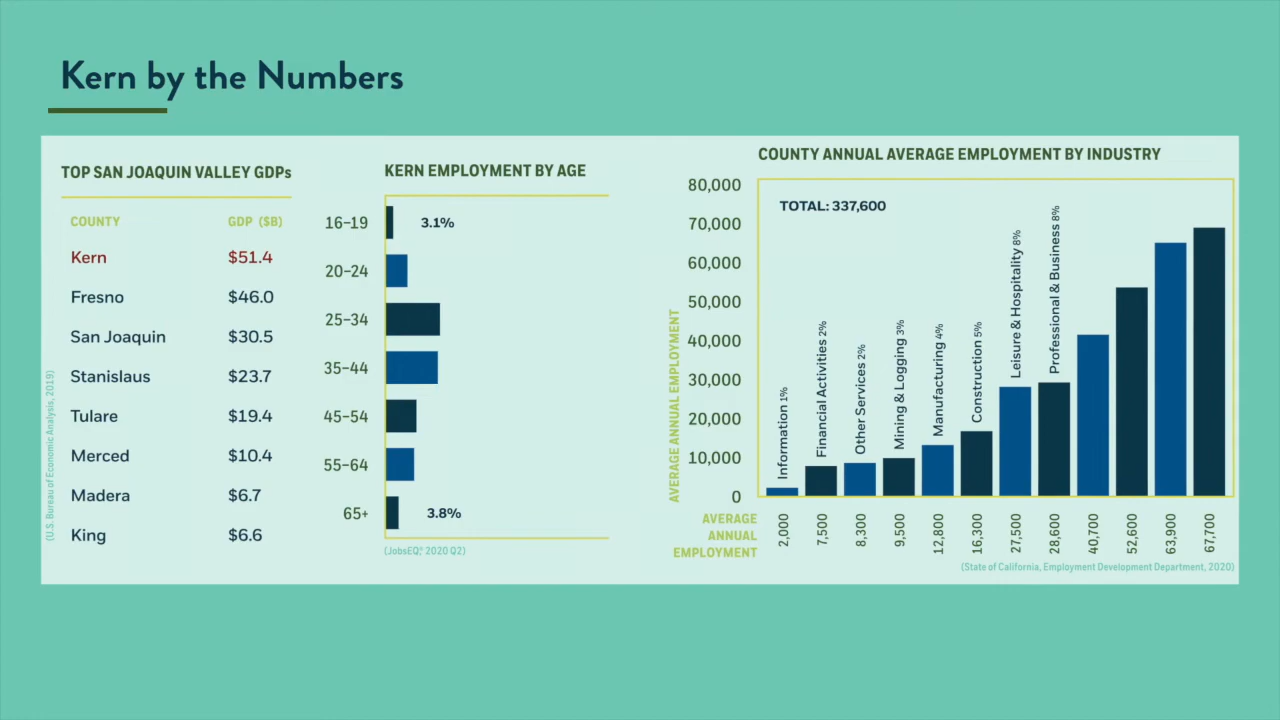 Kern by the Numbers
TOP SAN JOAQUIN VALLEY GDPs
COUNTY GDP ($B)
Kern $51.4
Fresno $46.0
San Joaquin $30.5
Stanislaus $23.7
Tulare $19.4
Merced $10.4
Madera $6.7
King $6.6
(U.S. Bureau of Economic Analysis, 2019)
KERN EMPLOYMENT BY AGE
16–19 3.1%
20–24
25–34
35–44
45–54
55–64
65+ 3.8%
(JobsEQ,® 2020 Q2)
COUNTY ANNUAL AVERAGE EMPLOYMENT BY INDUSTRY
AVERAGE ANNUAL EMPLOYMENT
80,000
70,000
60,000
50,000
40,000
30,000
20,000
10,000
0
TOTAL: 337,600
Information 1%
Financial Activities 2%
Other Services 2%
Mining & Logging 3%
Manufacturing 4%
Construction 5%
Leisure & Hospitality 8%
Professional & Business 8%
AVERAGE
ANNUAL
EMPLOYMENT
2,000
7,500
8,300
9,500
12,800
16,300
27,500
28,600
40,700
52,600
63,900
67,700
(State of California, Employment Development Department, 2020)